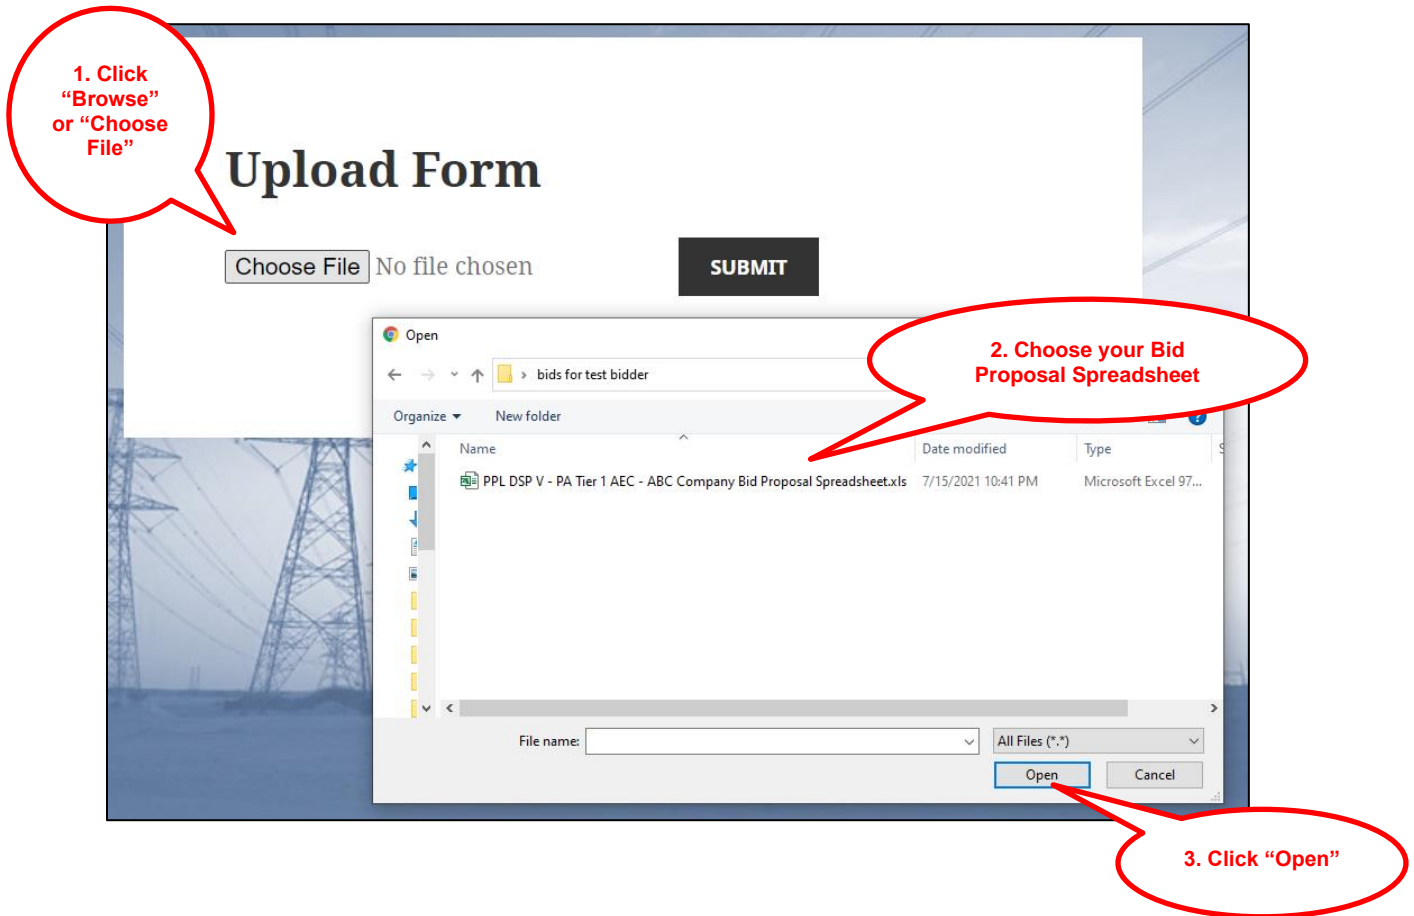 1. Click
“Browse”
or “Choose
File”
Upload Form
Choose File No file chosen
SUBMIT
Open
2. Choose your Bid
Proposal Spreadsheet
› bids for test bidder
Organize New folder
Name Date modified Type
PPL DSP V - PA Tier 1 AEC - ABC Company Bid Proposal Spreadsheet.xls 7/15/2021 10:41 PM Microsoft Excel 97...
File name: All Files (*.*)
Open Cancel
3. Click “Open”